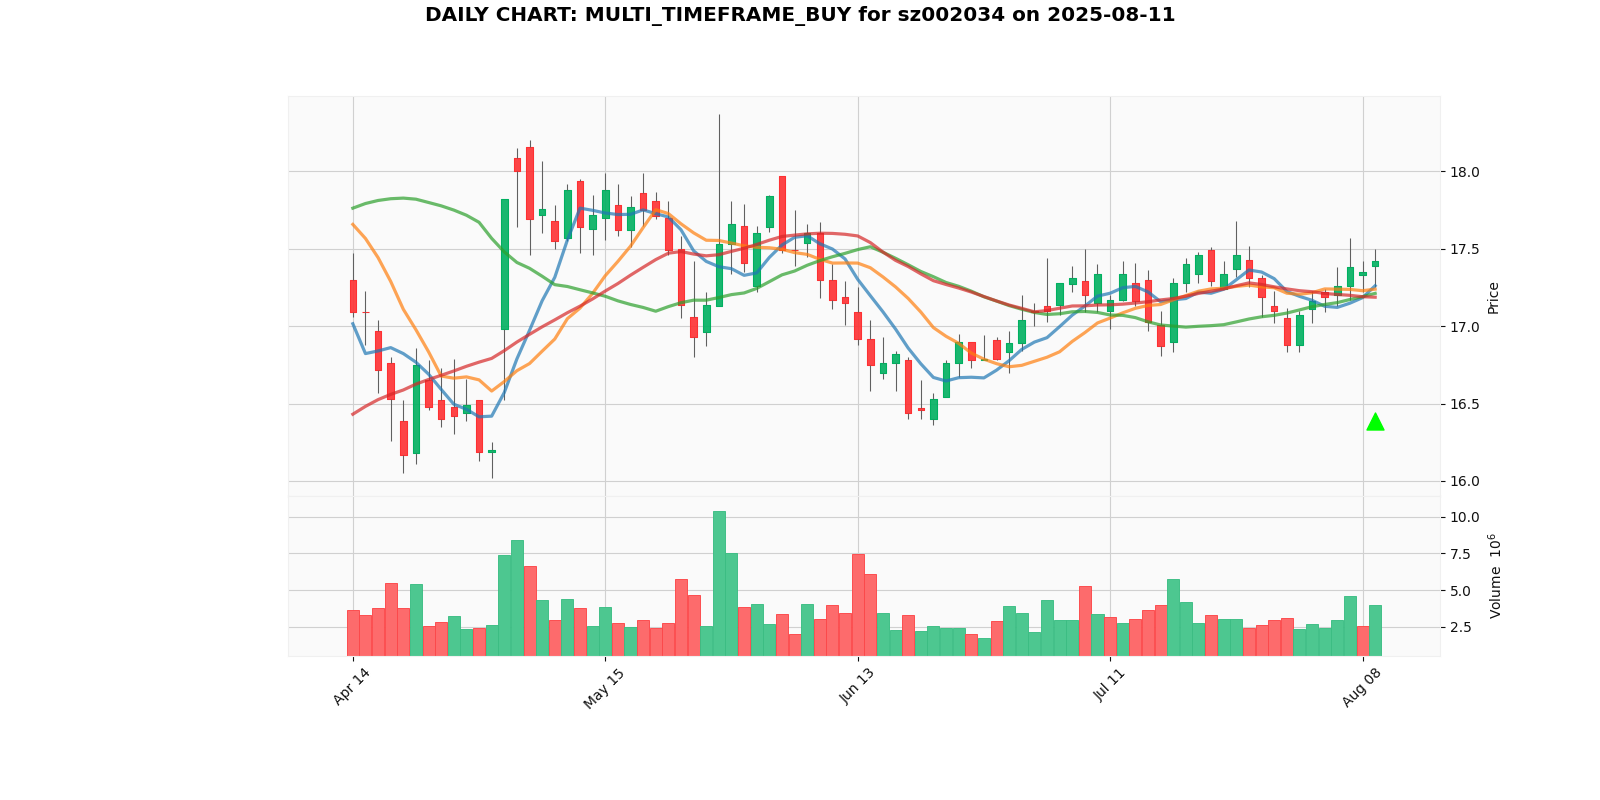 DAILY CHART: MULTI_TIMEFRAME_BUY for sz002034 on 2025-08-11
18.0
17.5
17.0
16.5
16.0
Price
10.0
7.5
5.0
2.5
Volume 10⁶
Apr 14
May 15
Jun 13
Jul 11
Aug 08